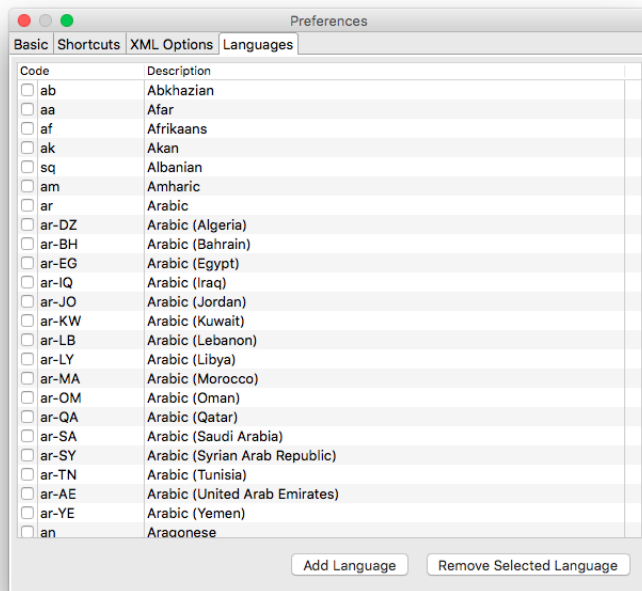 Preferences
Basic Shortcuts XML Options Languages
Code Description
ab Abkhazian
aa Afar
af Afrikaans
ak Akan
sq Albanian
am Amharic
ar Arabic
ar-DZ Arabic (Algeria)
ar-BH Arabic (Bahrain)
ar-EG Arabic (Egypt)
ar-IQ Arabic (Iraq)
ar-JO Arabic (Jordan)
ar-KW Arabic (Kuwait)
ar-LB Arabic (Lebanon)
ar-LY Arabic (Libya)
ar-MA Arabic (Morocco)
ar-OM Arabic (Oman)
ar-QA Arabic (Qatar)
ar-SA Arabic (Saudi Arabia)
ar-SY Arabic (Syrian Arab Republic)
ar-TN Arabic (Tunisia)
ar-AE Arabic (United Arab Emirates)
ar-YE Arabic (Yemen)
an Aragonese
Add Language Remove Selected Language